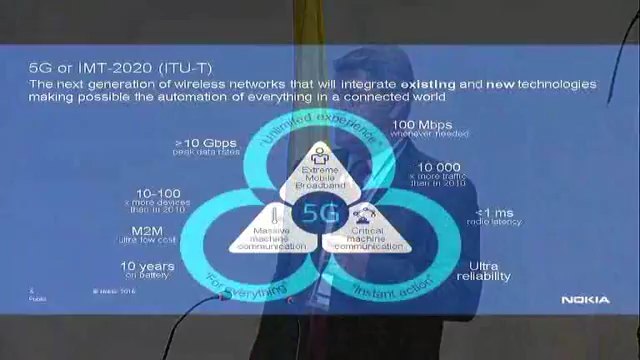 5G or IMT-2020 (ITU-T)
The next generation of wireless networks that will integrate existing and new technologies
making possible the automation of everything in a connected world
"Unlimited experience"
100 Mbps
whenever needed
>10 Gbps
peak data rates
Extreme
Mobile
Broadband
10 000
x more traffic
than in 2010
10-100
x more devices
than in 2010
5G
<1 ms
radio latency
M2M
ultra low cost
Massive
machine
communication
Critical
machine
communication
10 years
on battery
Ultra
reliability
"For everything"
"Instant action"
Public
NOKIA